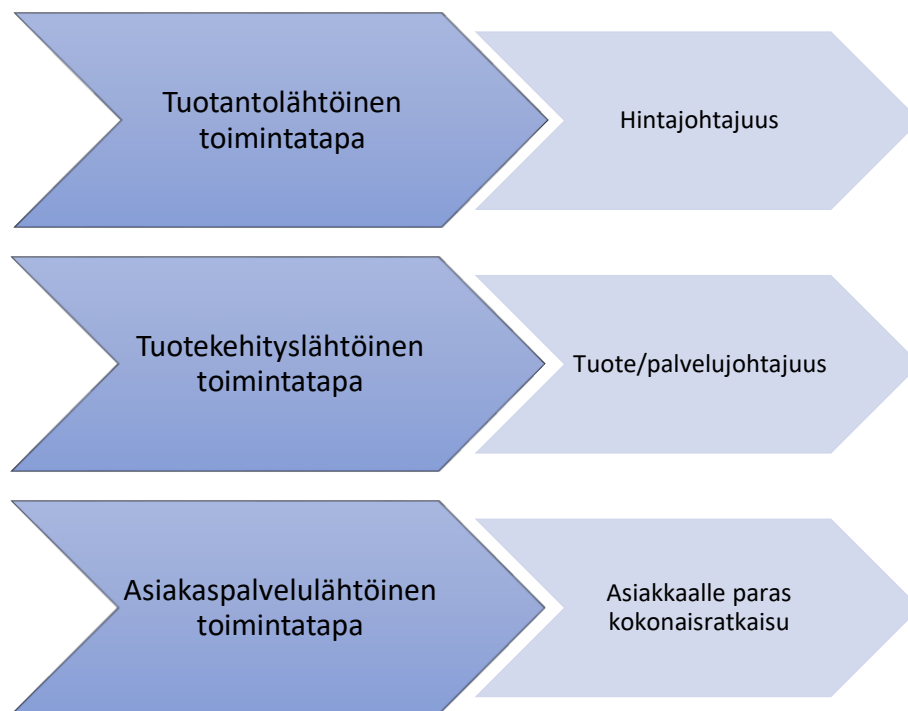 Tuotantolähtöinen
toimintatapa
Hintajohtajuus
Tuotekehityslähtöinen
toimintatapa
Tuote/palvelujohtajuus
Asiakaspalvelulähtöinen
toimintatapa
Asiakkaalle paras
kokonaisratkaisu